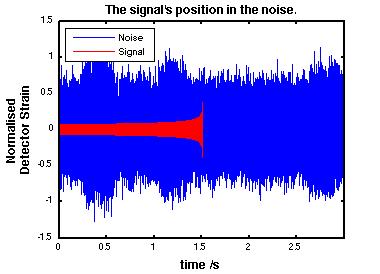 The signal's position in the noise.
Noise
Signal
Normalised
Detector Strain
1.5
1
0.5
0
-0.5
-1
-1.5
0 0.5 1 1.5 2 2.5
time /s